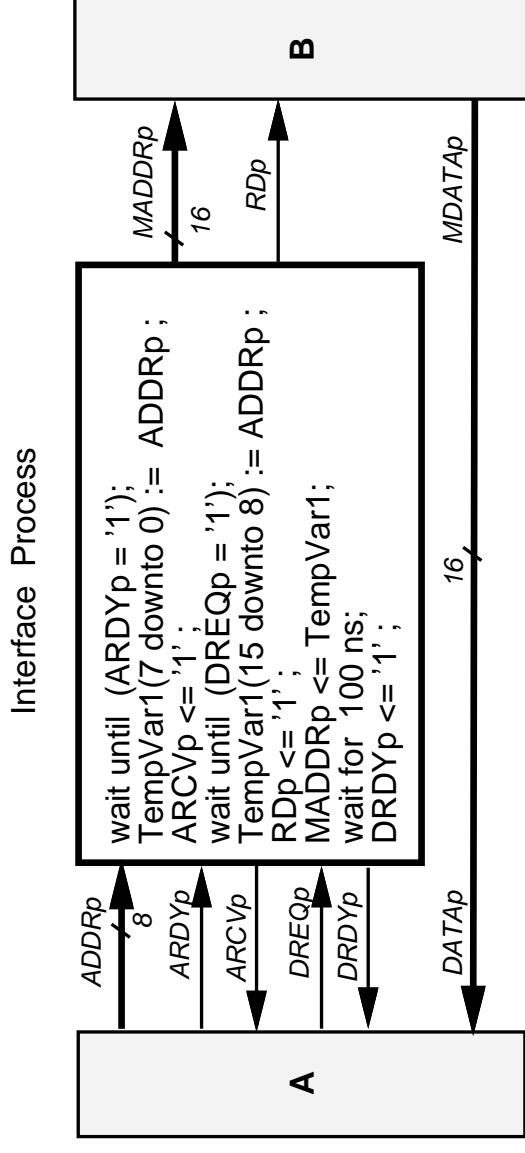 Interface Process
A
ADDRp
8
ARDYp
ARCVp
DREQp
DRDYp
DATAp
wait until (ARDYp = ’1’);
TempVar1(7 downto 0) := ADDRp ;
ARCVp <= ’1’ ;
wait until (DREQp = ’1’);
TempVar1(15 downto 8) := ADDRp ;
RDp <= ’1’ ;
MADDRp <= TempVar1;
wait for 100 ns;
DRDYp <= ’1’ ;
16
MADDRp
16
RDp
MDATAp
B